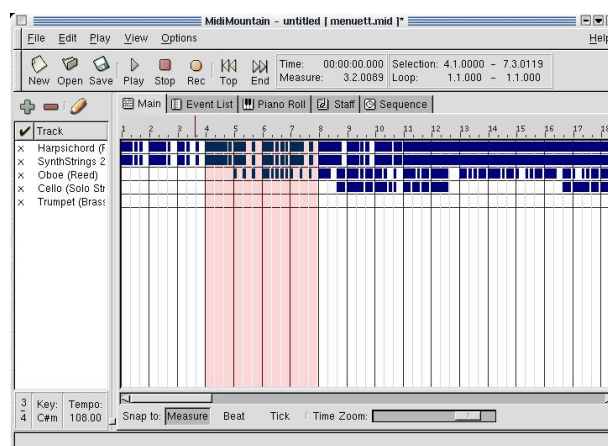 MidiMountain - untitled [ menuett.mid ]*
File Edit Play View Options Help
New Open Save Play Stop Rec Top End
Time: 00:00:00.000 Selection: 4.1.0000 - 7.3.0119
Measure: 3.2.0089 Loop: 1.1.000 - 1.1.000
Main Event List Piano Roll Staff Sequence
Track
1 2 3 4 5 6 7 8 9 10 11 12 13 14 15 16 17 18
Harpsichord (F
SynthStrings 2
Oboe (Reed)
Cello (Solo Str
Trumpet (Brass
3 4 Key: C#m Tempo: 108.00
Snap to: Measure Beat Tick Time Zoom: